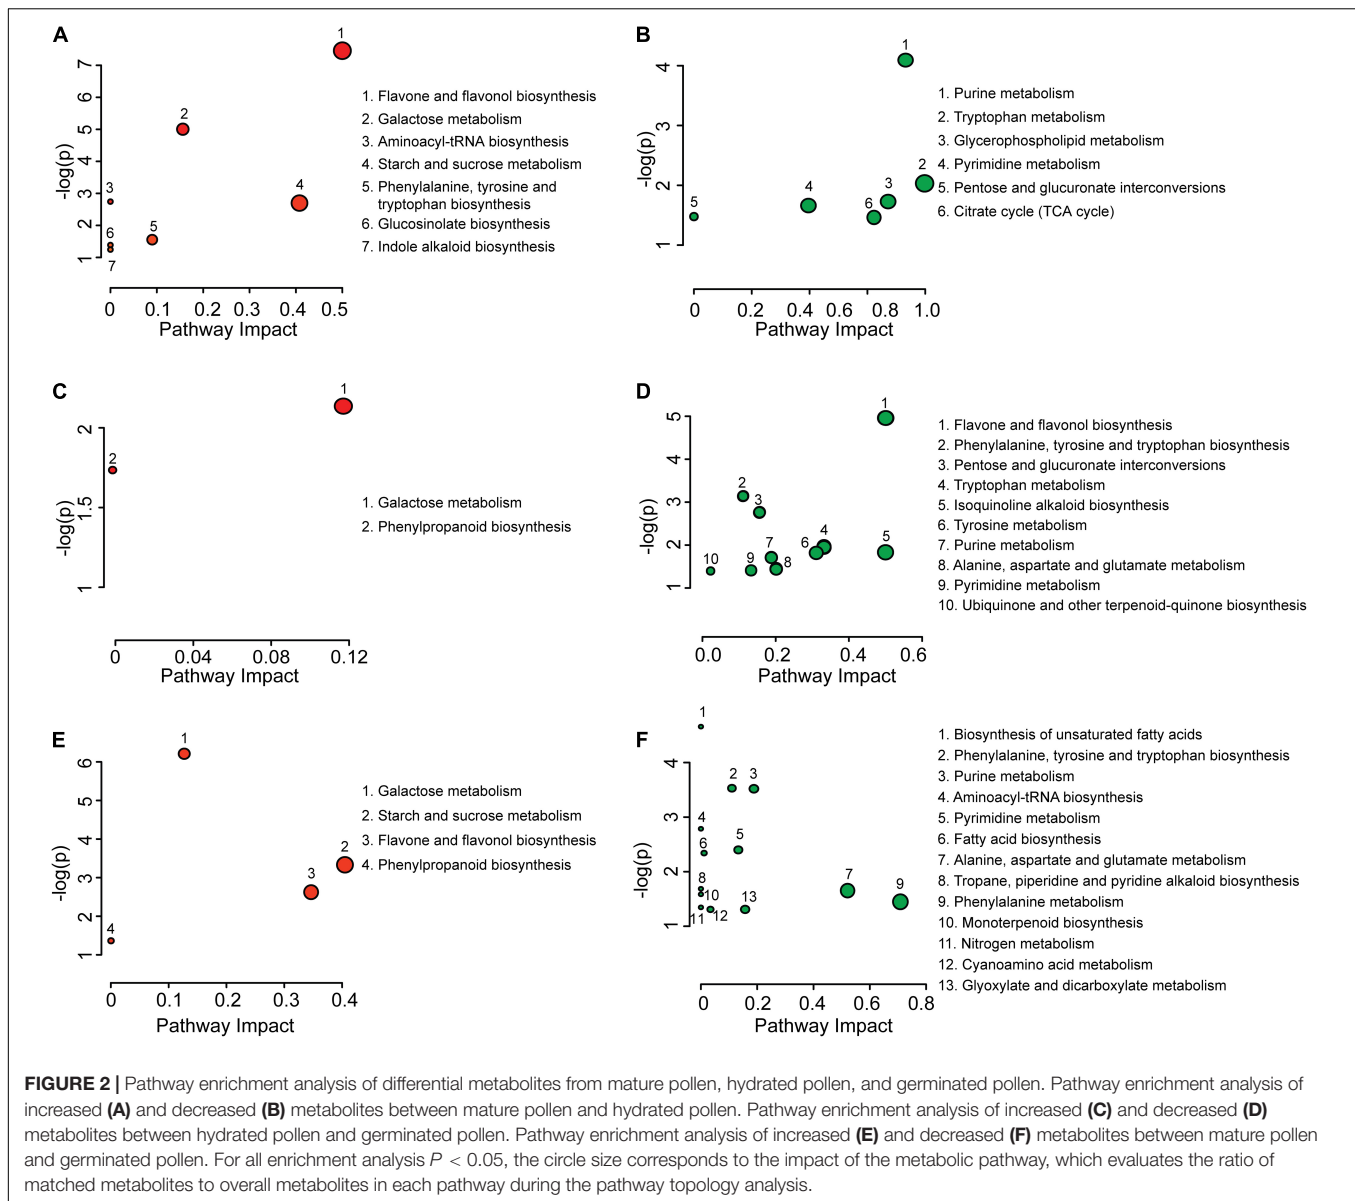 A
1
7
6
5
4
3
2
1
-log(p)
2
3
4
5
6
7
0 0.1 0.2 0.3 0.4 0.5
Pathway Impact
1. Flavone and flavonol biosynthesis
2. Galactose metabolism
3. Aminoacyl-tRNA biosynthesis
4. Starch and sucrose metabolism
5. Phenylalanine, tyrosine and
tryptophan biosynthesis
6. Glucosinolate biosynthesis
7. Indole alkaloid biosynthesis
B
1
4
3
2
1
-log(p)
2
3
4
5
6
0 0.2 0.4 0.6 0.8 1.0
Pathway Impact
1. Purine metabolism
2. Tryptophan metabolism
3. Glycerophospholipid metabolism
4. Pyrimidine metabolism
5. Pentose and glucuronate interconversions
6. Citrate cycle (TCA cycle)
C
1
2
1.5
1
-log(p)
2
0 0.04 0.08 0.12
Pathway Impact
1. Galactose metabolism
2. Phenylpropanoid biosynthesis
D
1
5
4
3
2
1
-log(p)
2
3
4
5
6
7
8
9
10
0.0 0.2 0.4 0.6
Pathway Impact
1. Flavone and flavonol biosynthesis
2. Phenylalanine, tyrosine and tryptophan biosynthesis
3. Pentose and glucuronate interconversions
4. Tryptophan metabolism
5. Isoquinoline alkaloid biosynthesis
6. Tyrosine metabolism
7. Purine metabolism
8. Alanine, aspartate and glutamate metabolism
9. Pyrimidine metabolism
10. Ubiquinone and other terpenoid-quinone biosynthesis
E
1
6
5
4
3
2
1
-log(p)
2
3
4
0 0.1 0.2 0.3 0.4
Pathway Impact
1. Galactose metabolism
2. Starch and sucrose metabolism
3. Flavone and flavonol biosynthesis
4. Phenylpropanoid biosynthesis
F
1
4
3
2
1
-log(p)
2
3
4
5
6
7
8
9
10
11
12
13
0 0.2 0.4 0.6 0.8
Pathway Impact
1. Biosynthesis of unsaturated fatty acids
2. Phenylalanine, tyrosine and tryptophan biosynthesis
3. Purine metabolism
4. Aminoacyl-tRNA biosynthesis
5. Pyrimidine metabolism
6. Fatty acid biosynthesis
7. Alanine, aspartate and glutamate metabolism
8. Tropane, piperidine and pyridine alkaloid biosynthesis
9. Phenylalanine metabolism
10. Monoterpenoid biosynthesis
11. Nitrogen metabolism
12. Cyanoamino acid metabolism
13. Glyoxylate and dicarboxylate metabolism
FIGURE 2 | Pathway enrichment analysis of differential metabolites from mature pollen, hydrated pollen, and germinated pollen. Pathway enrichment analysis of
increased (A) and decreased (B) metabolites between mature pollen and hydrated pollen. Pathway enrichment analysis of increased (C) and decreased (D)
metabolites between hydrated pollen and germinated pollen. Pathway enrichment analysis of increased (E) and decreased (F) metabolites between mature pollen
and germinated pollen. For all enrichment analysis P < 0.05, the circle size corresponds to the impact of the metabolic pathway, which evaluates the ratio of
matched metabolites to overall metabolites in each pathway during the pathway topology analysis.